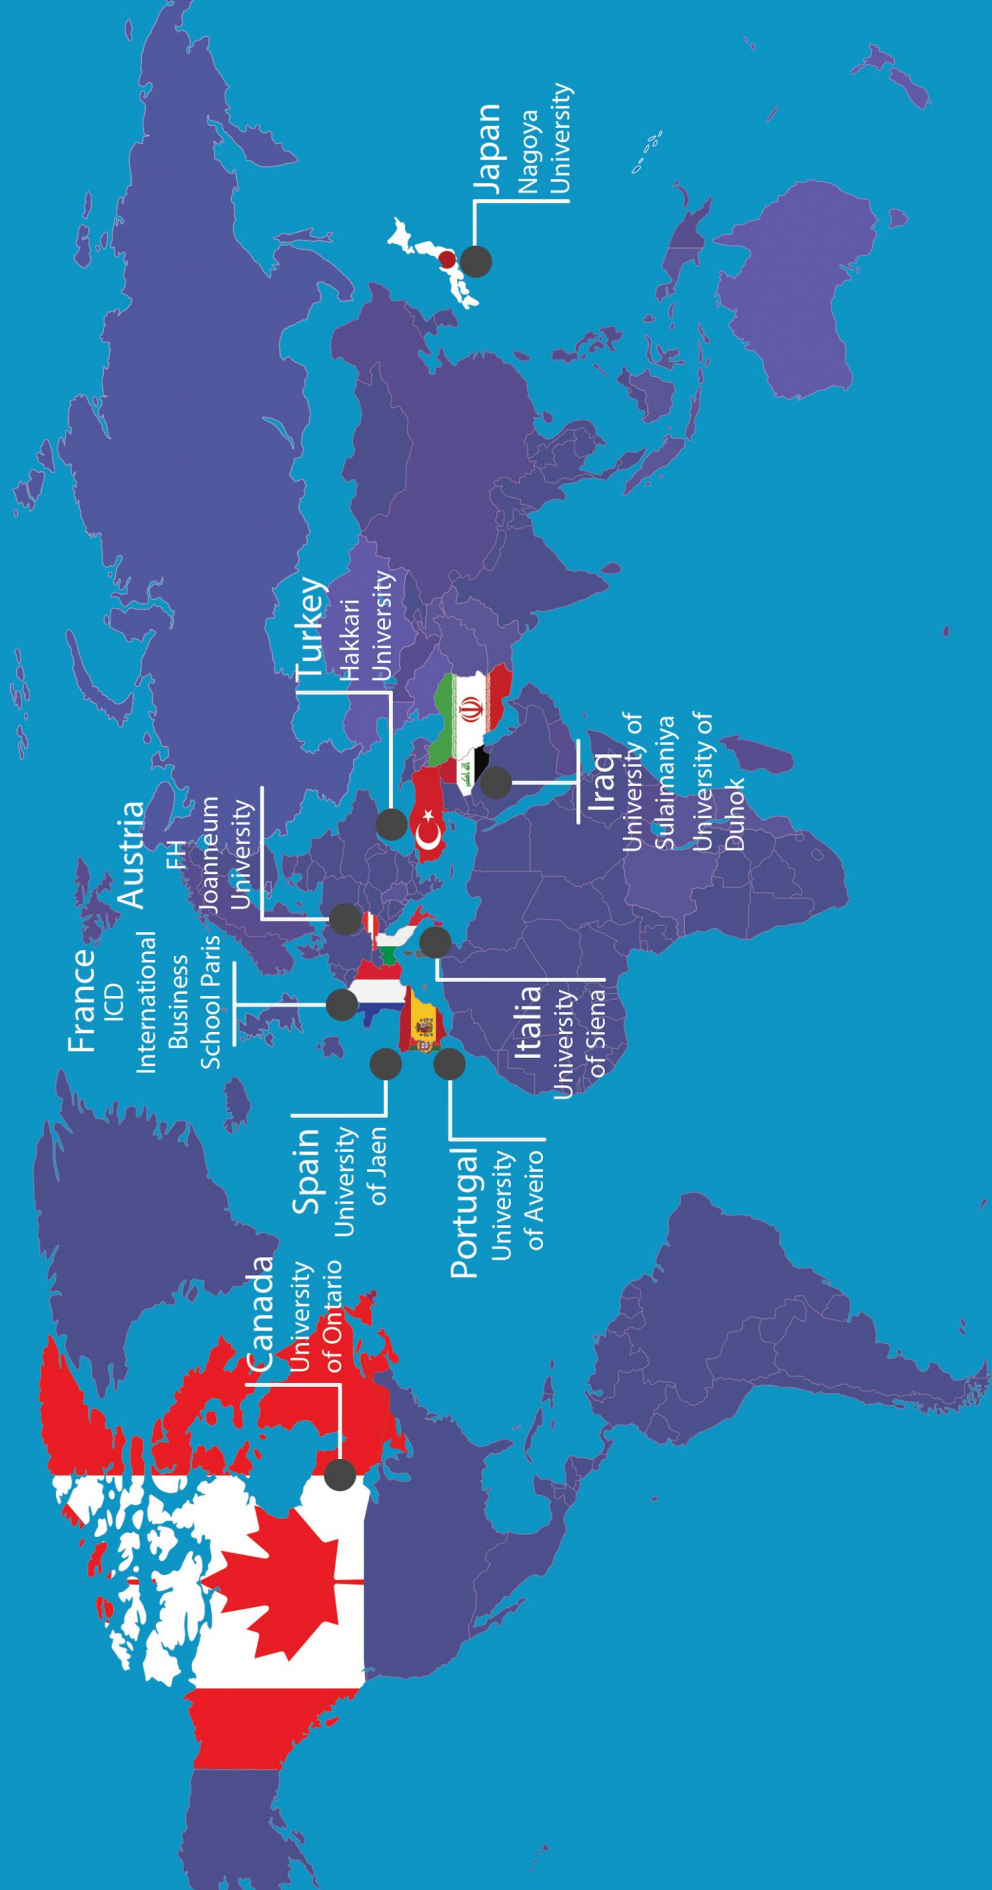 Canada
University
of Ontario
Spain
University
of Jaen
Portugal
University
of Aveiro
France
ICD
International
Business
School Paris
Italia
University
of Siena
Austria
FH
Joanneum
University
Turkey
Hakkari
University
Iraq
University of
Sulaimaniya
University of
Duhok
Japan
Nagoya
University